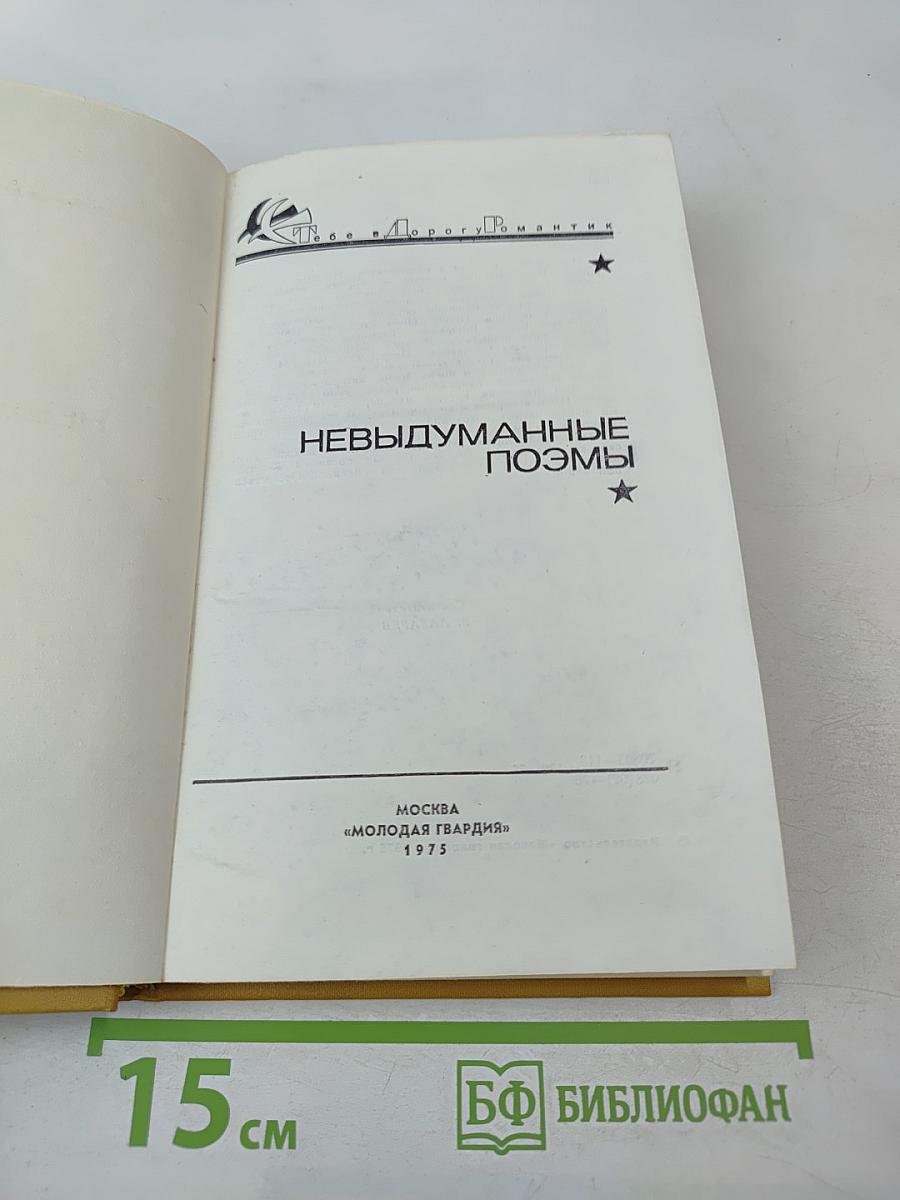 Тебе в Дорогу Романтик
НЕВЫДУМАННЫЕ
ПОЭМЫ
МОСКВА
«МОЛОДАЯ ГВАРДИЯ»
1975
15 см
БФ БИБЛИОФАН